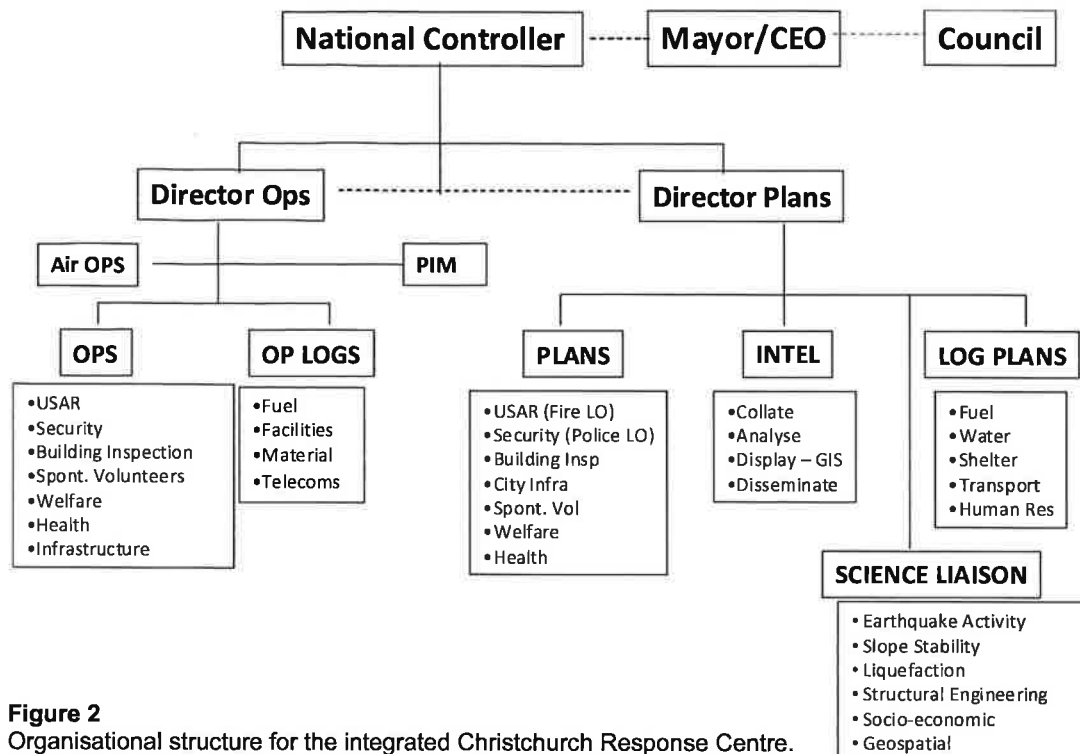 National Controller
Mayor/CEO
Council
Director Ops
Director Plans
Air OPS
PIM
OPS
•USAR
•Security
•Building Inspection
•Spont. Volunteers
•Welfare
•Health
•Infrastructure
OP LOGS
•Fuel
•Facilities
•Material
•Telecoms
PLANS
•USAR (Fire LO)
•Security (Police LO)
•Building Insp
•City Infra
•Spont. Vol
•Welfare
•Health
INTEL
•Collate
•Analyse
•Display – GIS
•Disseminate
LOG PLANS
•Fuel
•Water
•Shelter
•Transport
•Human Res
SCIENCE LIAISON
• Earthquake Activity
• Slope Stability
• Liquefaction
• Structural Engineering
• Socio-economic
• Geospatial
Figure 2
Organisational structure for the integrated Christchurch Response Centre.